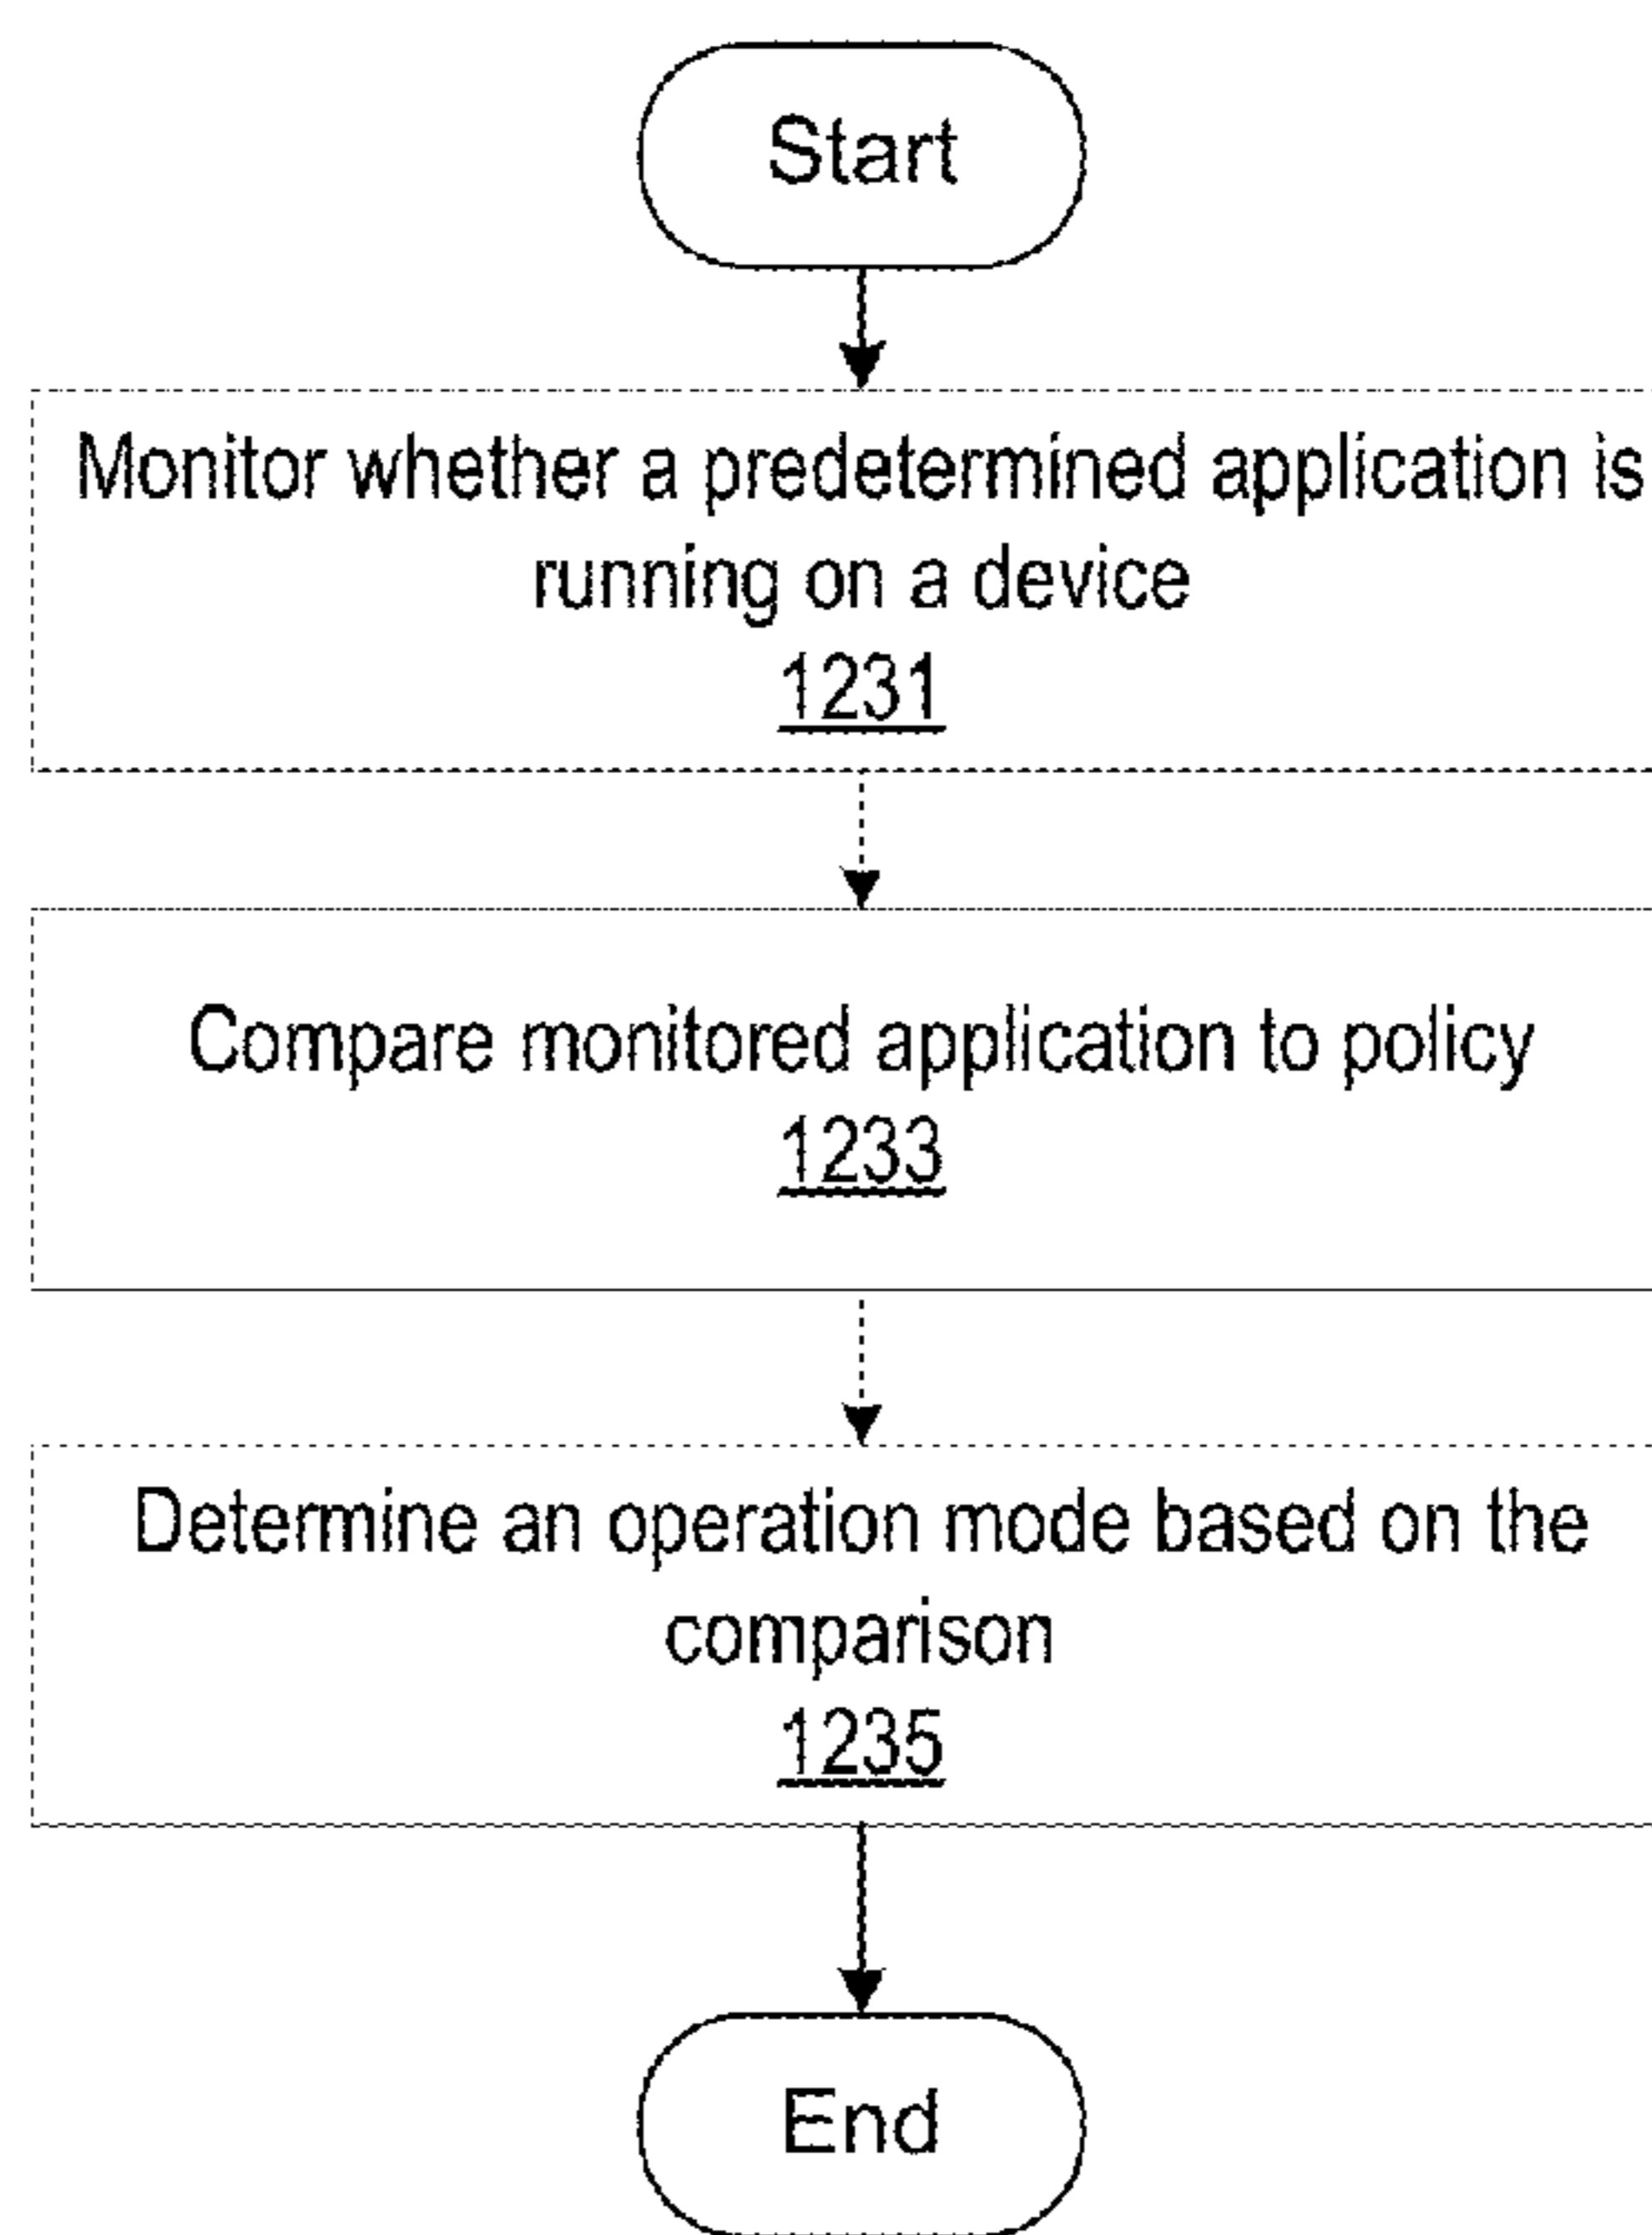 Start
Monitor whether a predetermined application is
running on a device
1231
Compare monitored application to policy
1233
Determine an operation mode based on the
comparison
1235
End